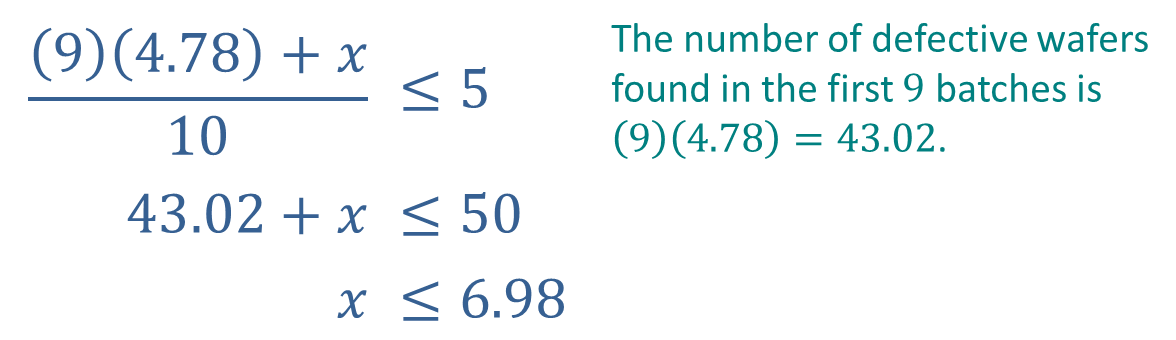 (9)(4.78) + x
10
≤ 5
43.02 + x ≤ 50
x ≤ 6.98
The number of defective wafers
found in the first 9 batches is
(9)(4.78) = 43.02.